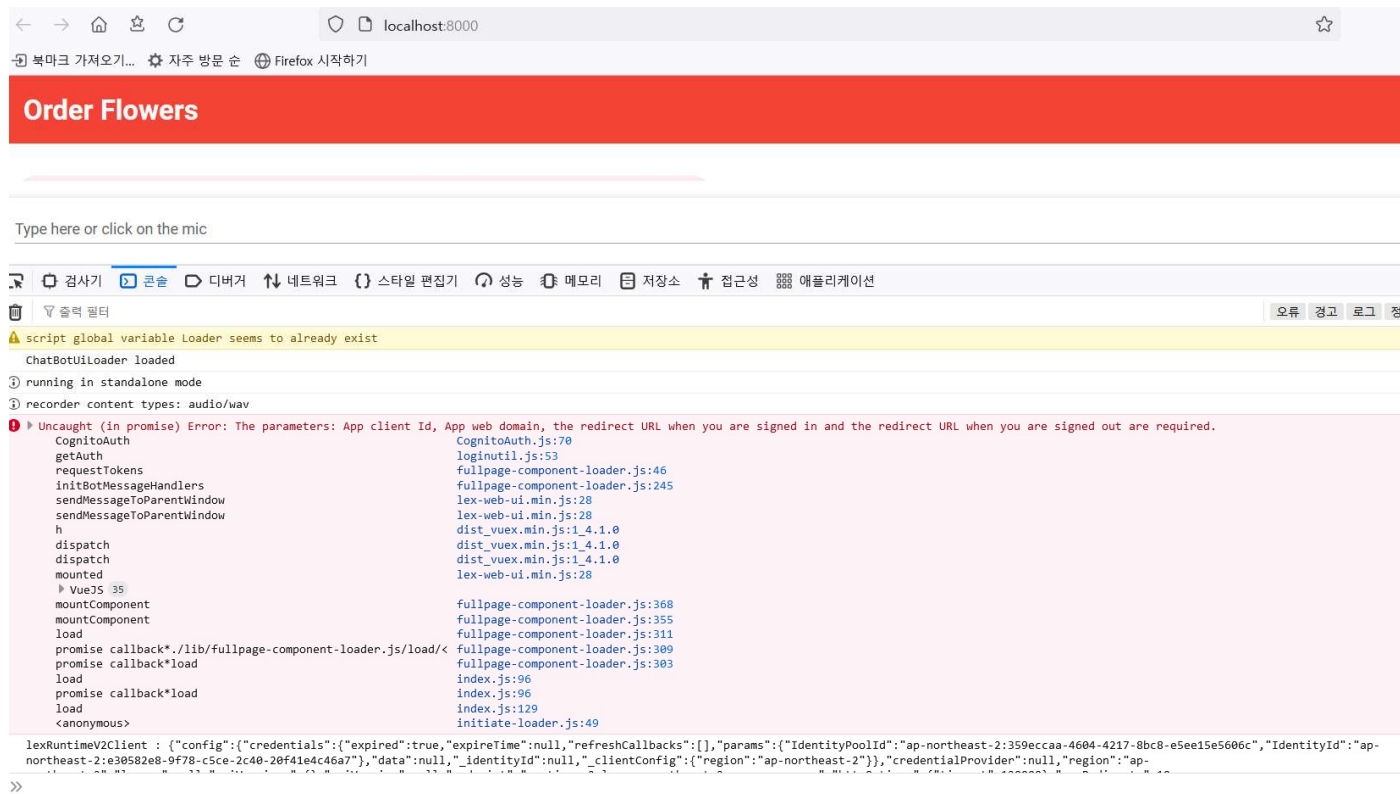 localhost:8000
북마크 가져오기... 자주 방문 순 Firefox 시작하기
Order Flowers
Type here or click on the mic
검사기 콘솔 디버거 네트워크 스타일 편집기 성능 메모리 저장소 접근성 애플리케이션
출력 필터 오류 경고 로그
script global variable Loader seems to already exist
ChatBotUiLoader loaded
running in standalone mode
recorder content types: audio/wav
Uncaught (in promise) Error: The parameters: App client Id, App web domain, the redirect URL when you are signed in and the redirect URL when you are signed out are required.
CognitoAuth CognitoAuth.js:70
getAuth loginutil.js:53
requestTokens fullpage-component-loader.js:46
initBotMessageHandlers fullpage-component-loader.js:245
sendMessageToParentWindow lex-web-ui.min.js:28
sendMessageToParentWindow lex-web-ui.min.js:28
h dist_vuex.min.js:1_4.1.0
dispatch dist_vuex.min.js:1_4.1.0
dispatch dist_vuex.min.js:1_4.1.0
mounted lex-web-ui.min.js:28
VueJS 35
mountComponent fullpage-component-loader.js:368
mountComponent fullpage-component-loader.js:355
load fullpage-component-loader.js:311
promise callback*./lib/fullpage-component-loader.js/load/< fullpage-component-loader.js:309
promise callback*load fullpage-component-loader.js:303
load index.js:96
promise callback*load index.js:96
load index.js:129
<anonymous> initiate-loader.js:49
lexRuntimeV2Client : {"config":{"credentials":{"expired":true,"expireTime":null,"refreshCallbacks":[],"params":{"IdentityPoolId":"ap-northeast-2:359eccaa-4604-4217-8bc8-e5ee15e5606c","IdentityId":"ap-
northeast-2:e30582e8-9f78-c5ce-2c40-20f41e4c46a7"},"data":null,"_identityId":null,"_clientConfig":{"region":"ap-northeast-2"}},"credentialProvider":null,"region":"ap-